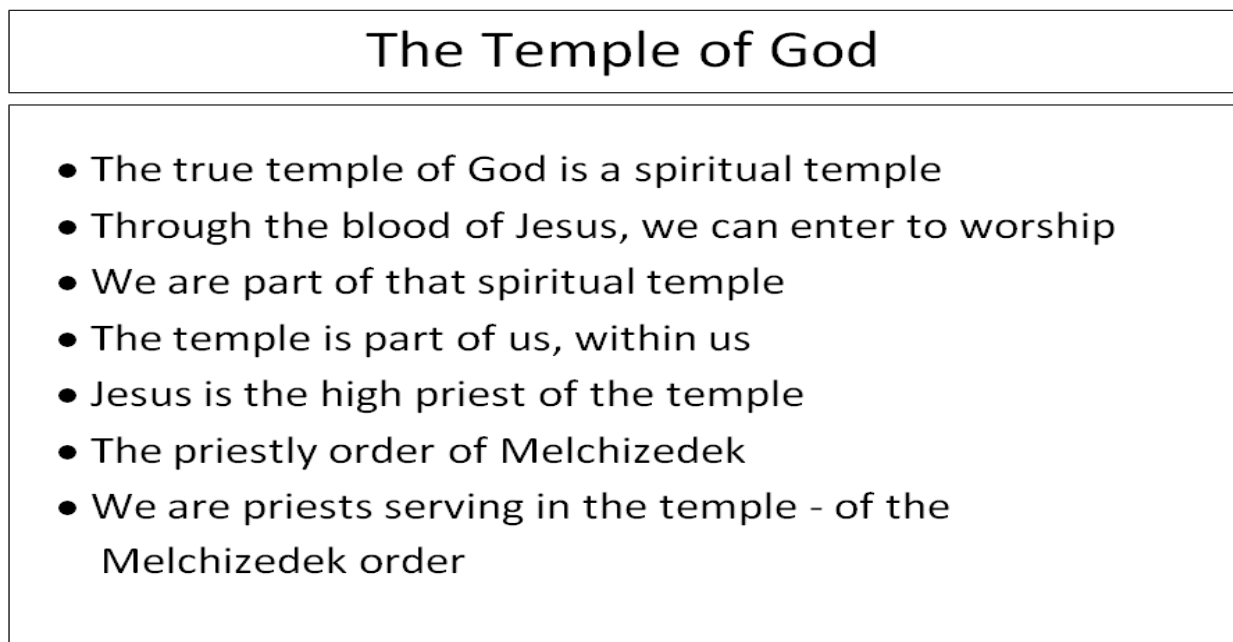 The Temple of God
• The true temple of God is a spiritual temple
• Through the blood of Jesus, we can enter to worship
• We are part of that spiritual temple
• The temple is part of us, within us
• Jesus is the high priest of the temple
• The priestly order of Melchizedek
• We are priests serving in the temple - of the
Melchizedek order